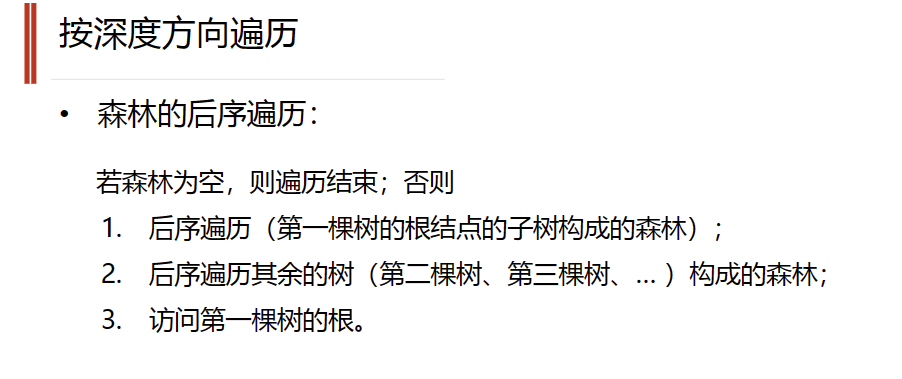 按深度方向遍历
• 森林的后序遍历：
若森林为空，则遍历结束；否则
1. 后序遍历（第一棵树的根结点的子树构成的森林）；
2. 后序遍历其余的树（第二棵树、第三棵树、… ）构成的森林；
3. 访问第一棵树的根。